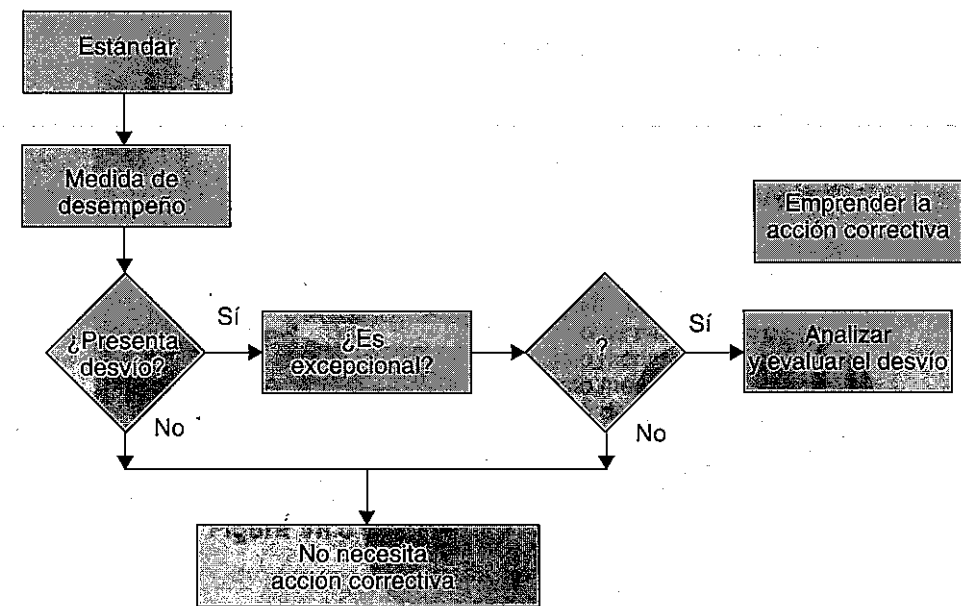 Estándar
Medida de
desempeño
Emprender la
acción correctiva
¿Presenta
desvío?
Sí
¿Es
excepcional?
?
Sí
Analizar
y evaluar el desvío
No
No
No necesita
acción correctiva